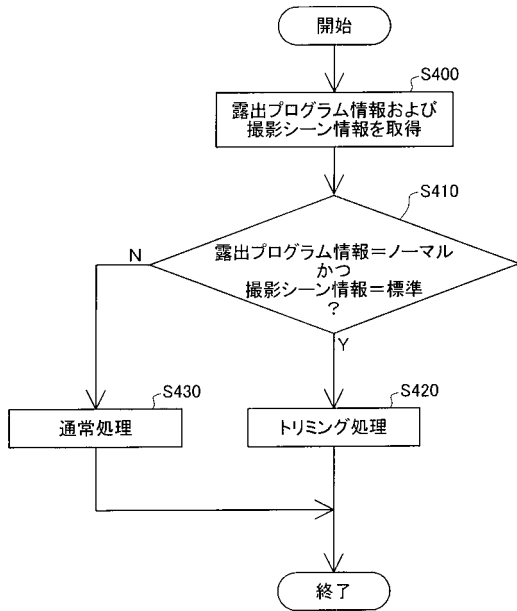 開始
S400
露出プログラム情報および
撮影シーン情報を取得
S410
露出プログラム情報＝ノーマル
かつ
撮影シーン情報＝標準
?
N
Y
S430
通常処理
S420
トリミング処理
終了